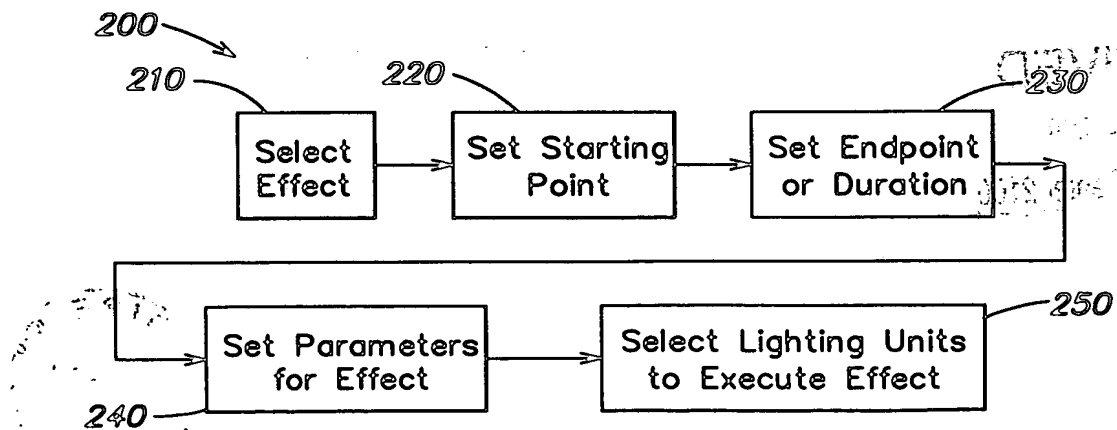 200
210
220
230
Select
Effect
Set Starting
Point
Set Endpoint
or Duration
Set Parameters
for Effect
Select Lighting Units
to Execute Effect
240
250